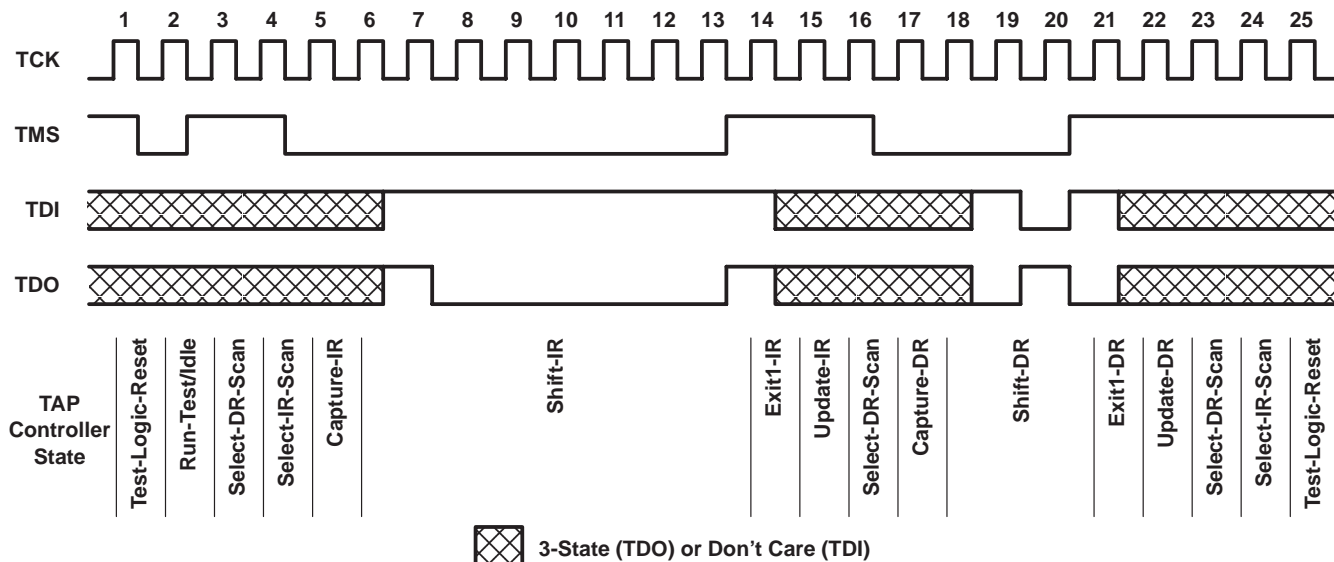 1 2 3 4 5 6 7 8 9 10 11 12 13 14 15 16 17 18 19 20 21 22 23 24 25
TCK
TMS
TDI
TDO
TAP
Controller
State
Test-Logic-Reset
Run-Test/Idle
Select-DR-Scan
Select-IR-Scan
Capture-IR
Shift-IR
Exit1-IR
Update-IR
Select-DR-Scan
Capture-DR
Shift-DR
Exit1-DR
Update-DR
Select-DR-Scan
Select-IR-Scan
Test-Logic-Reset
3-State (TDO) or Don't Care (TDI)